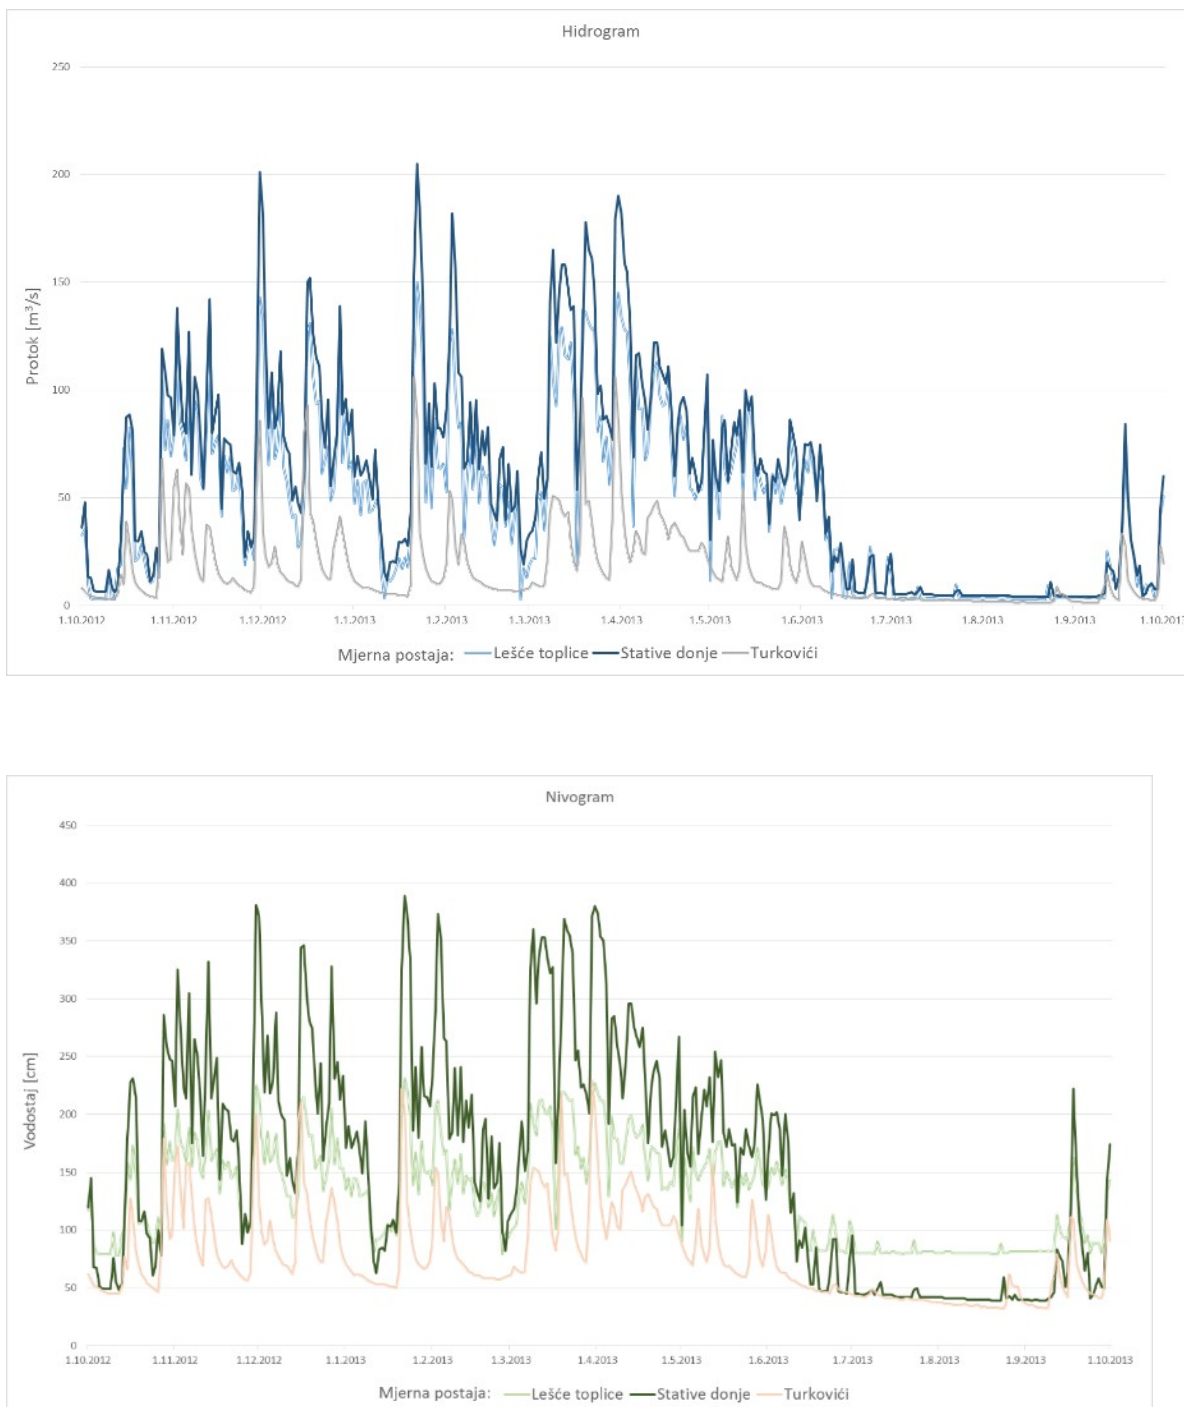 Hidrogram
250
200
150
100
50
0
Protok [m³/s]
1.10.2012 1.11.2012 1.12.2012 1.11.2013 1.2.2013 1.3.2013 1.4.2013 1.5.2013 1.6.2013 1.7.2013 1.8.2013 1.9.2013 1.10.2013
Mjerna postaja: Lešće toplice Stative donje Turkovići
Nivogram
450
400
350
300
250
200
150
100
50
0
Vodostaj [cm]
1.10.2012 1.11.2012 1.12.2012 1.1.2013 1.2.2013 1.3.2013 1.4.2013 1.5.2013 1.6.2013 1.7.2013 1.8.2013 1.9.2013 1.10.2013
Mjerna postaja: Lešće toplice Stative donje Turkovići